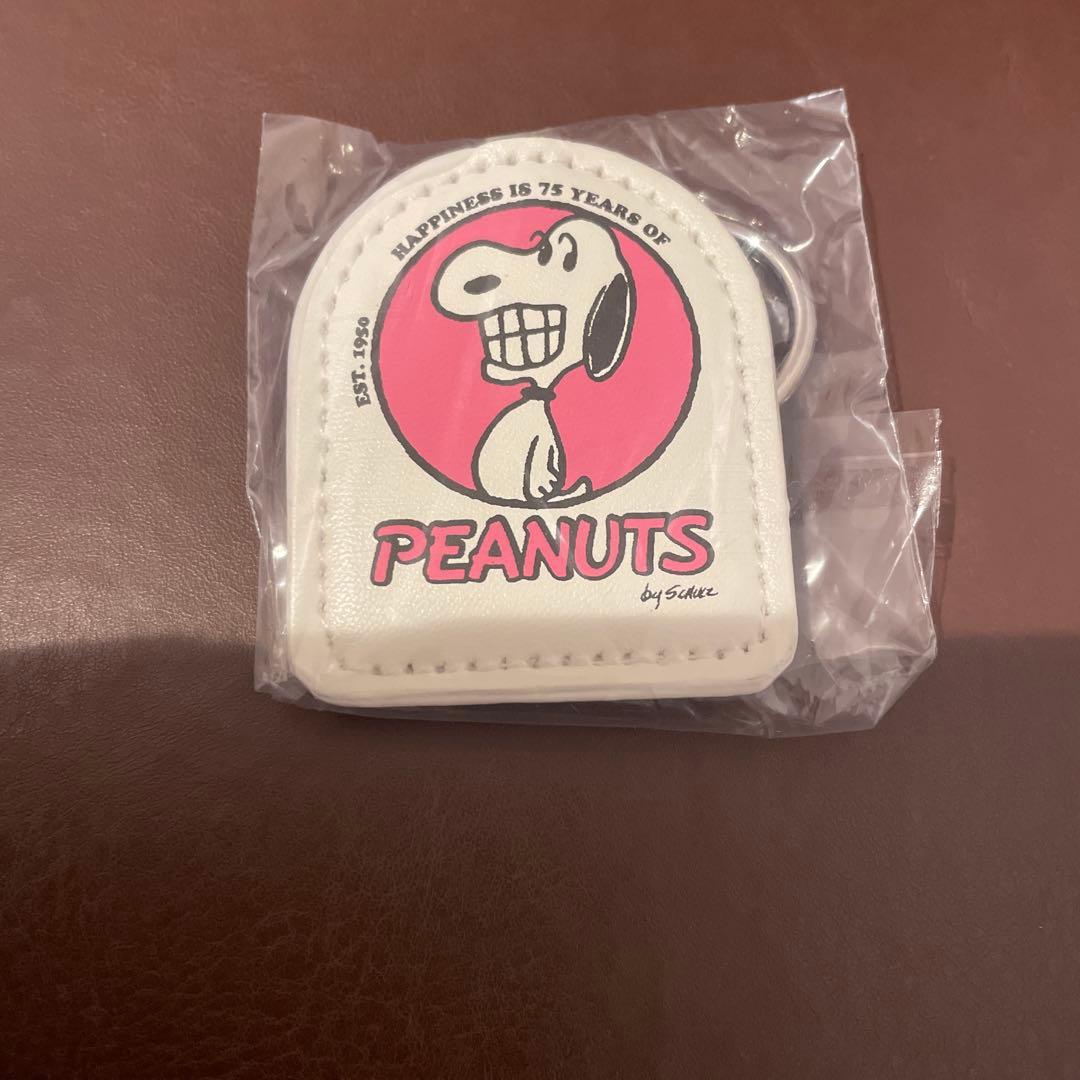 HAPPINESS IS 75 YEARS OF
EST. 1950
PEANUTS
by SCHULZ